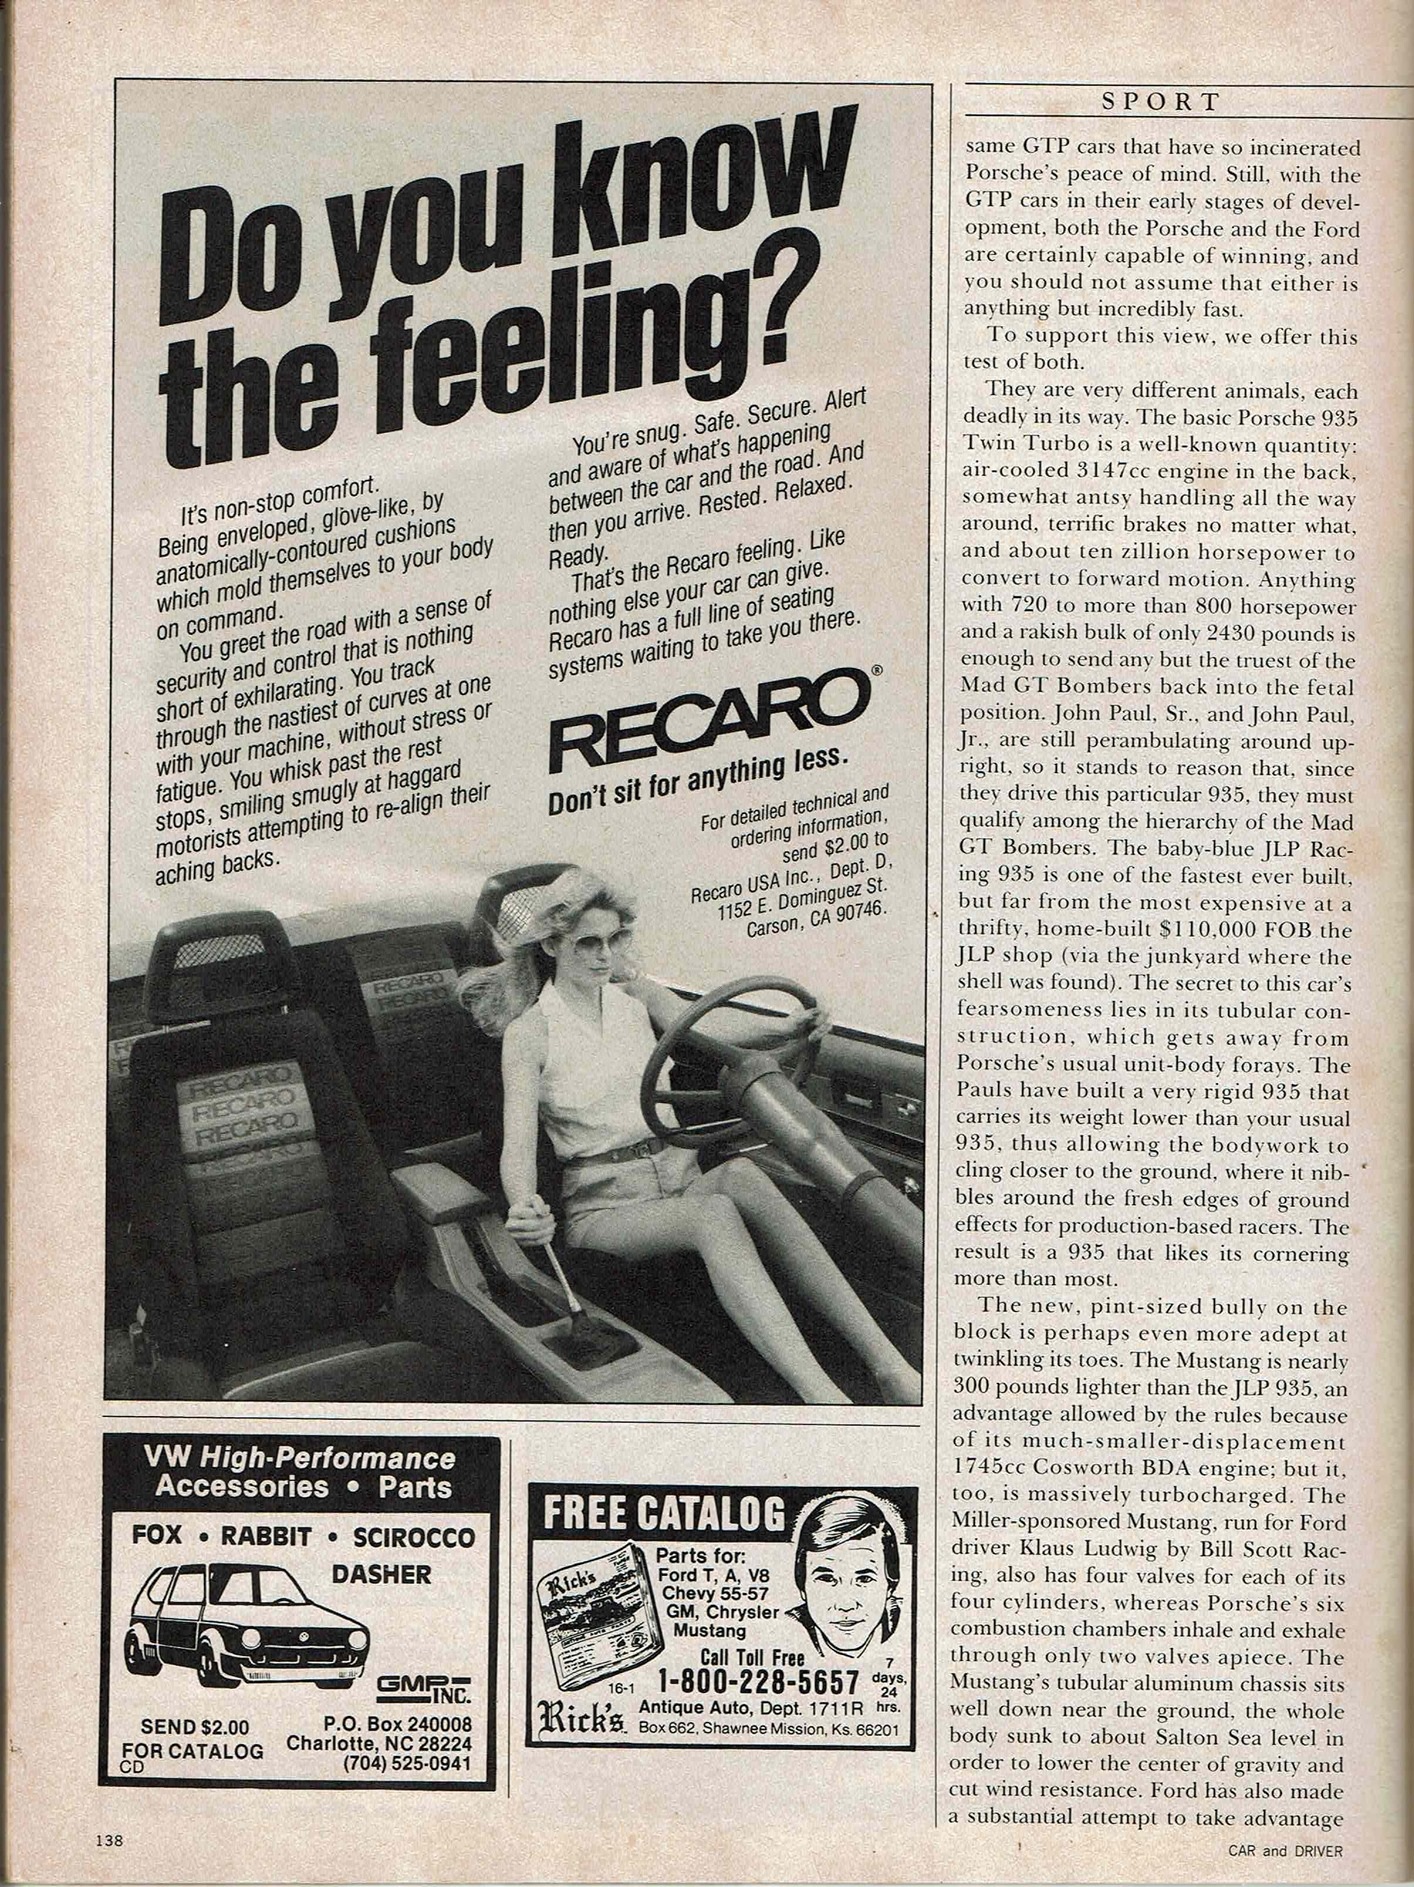 Do you know
the feeling?
It's non-stop comfort.
Being enveloped, glove-like, by
anatomically-contoured cushions
which mold themselves to your body
on command.
You greet the road with a sense of
security and control that is nothing
short of exhilarating. You track
through the nastiest of curves at one
with your machine, without stress or
fatigue. You whisk past the rest
stops, smiling smugly at haggard
motorists attempting to re-align their
aching backs.
You're snug. Safe. Secure. Alert
and aware of what's happening
between the car and the road. And
then you arrive. Rested. Relaxed.
Ready.
That's the Recaro feeling. Like
nothing else your car can give.
Recaro has a full line of seating
systems waiting to take you there.
RECARO®
Don't sit for anything less.
For detailed technical and
ordering information,
send $2.00 to
Recaro USA Inc., Dept. D,
1152 E. Dominguez St.
Carson, CA 90746.
RECARO
RECARO
RECARO
RECARO
RECARO
RECARO
VW High-Performance
Accessories • Parts
FOX • RABBIT • SCIROCCO
DASHER
GMP INC.
SEND $2.00
FOR CATALOG
CD
P.O. Box 240008
Charlotte, NC 28224
(704) 525-0941
FREE CATALOG
Rick's
Parts for:
Ford T, A, V8
Chevy 55-57
GM, Chrysler
Mustang
Call Toll Free
1-800-228-5657
7
days,
24
hrs.
16-1
Rick's
Antique Auto, Dept. 1711R
Box 662, Shawnee Mission, Ks. 66201
SPORT
same GTP cars that have so incinerated
Porsche's peace of mind. Still, with the
GTP cars in their early stages of devel-
opment, both the Porsche and the Ford
are certainly capable of winning, and
you should not assume that either is
anything but incredibly fast.
To support this view, we offer this
test of both.
They are very different animals, each
deadly in its way. The basic Porsche 935
Twin Turbo is a well-known quantity:
air-cooled 3147cc engine in the back,
somewhat antsy handling all the way
around, terrific brakes no matter what,
and about ten zillion horsepower to
convert to forward motion. Anything
with 720 to more than 800 horsepower
and a rakish bulk of only 2430 pounds is
enough to send any but the truest of the
Mad GT Bombers back into the fetal
position. John Paul, Sr., and John Paul,
Jr., are still perambulating around up-
right, so it stands to reason that, since
they drive this particular 935, they must
qualify among the hierarchy of the Mad
GT Bombers. The baby-blue JLP Rac-
ing 935 is one of the fastest ever built,
but far from the most expensive at a
thrifty, home-built $110,000 FOB the
JLP shop (via the junkyard where the
shell was found). The secret to this car's
fearsomeness lies in its tubular con-
struction, which gets away from
Porsche's usual unit-body forays. The
Pauls have built a very rigid 935 that
carries its weight lower than your usual
935, thus allowing the bodywork to
cling closer to the ground, where it nib-
bles around the fresh edges of ground
effects for production-based racers. The
result is a 935 that likes its cornering
more than most.
The new, pint-sized bully on the
block is perhaps even more adept at
twinkling its toes. The Mustang is nearly
300 pounds lighter than the JLP 935, an
advantage allowed by the rules because
of its much-smaller-displacement
1745cc Cosworth BDA engine; but it,
too, is massively turbocharged. The
Miller-sponsored Mustang, run for Ford
driver Klaus Ludwig by Bill Scott Rac-
ing, also has four valves for each of its
four cylinders, whereas Porsche's six
combustion chambers inhale and exhale
through only two valves apiece. The
Mustang's tubular aluminum chassis sits
well down near the ground, the whole
body sunk to about Salton Sea level in
order to lower the center of gravity and
cut wind resistance. Ford has also made
a substantial attempt to take advantage
138
CAR and DRIVER